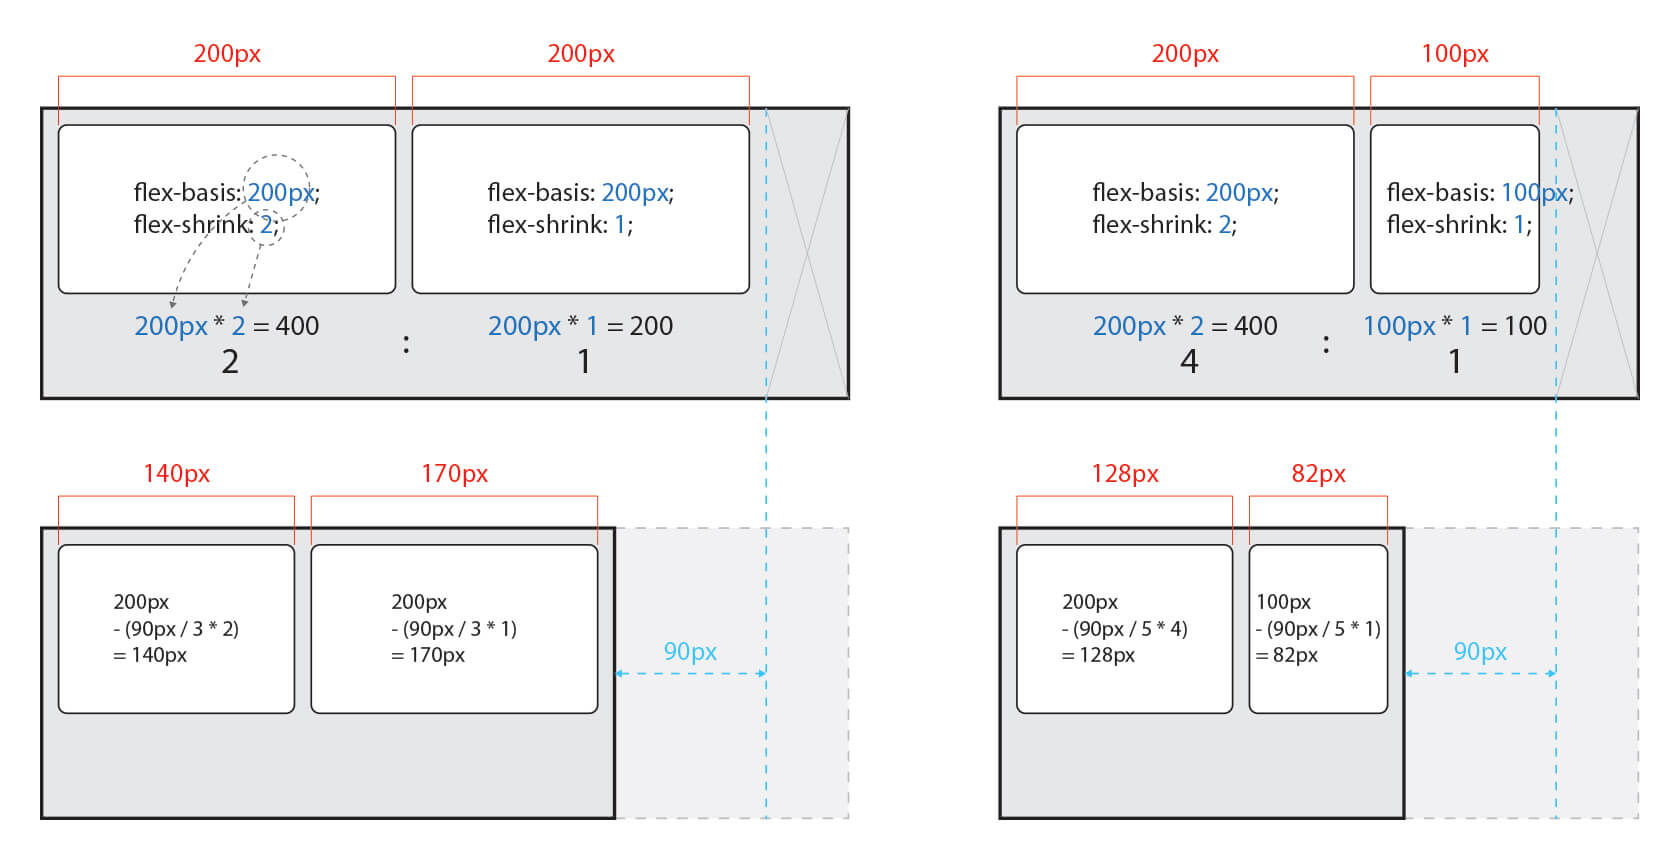 200px
200px
flex-basis: 200px;
flex-shrink: 2;
flex-basis: 200px;
flex-shrink: 1;
200px * 2 = 400
2
:
200px * 1 = 200
1
200px
100px
flex-basis: 200px;
flex-shrink: 2;
flex-basis: 100px;
flex-shrink: 1;
200px * 2 = 400
4
:
100px * 1 = 100
1
140px
170px
200px
- (90px / 3 * 2)
= 140px
200px
- (90px / 3 * 1)
= 170px
90px
128px
82px
200px
- (90px / 5 * 4)
= 128px
100px
- (90px / 5 * 1)
= 82px
90px